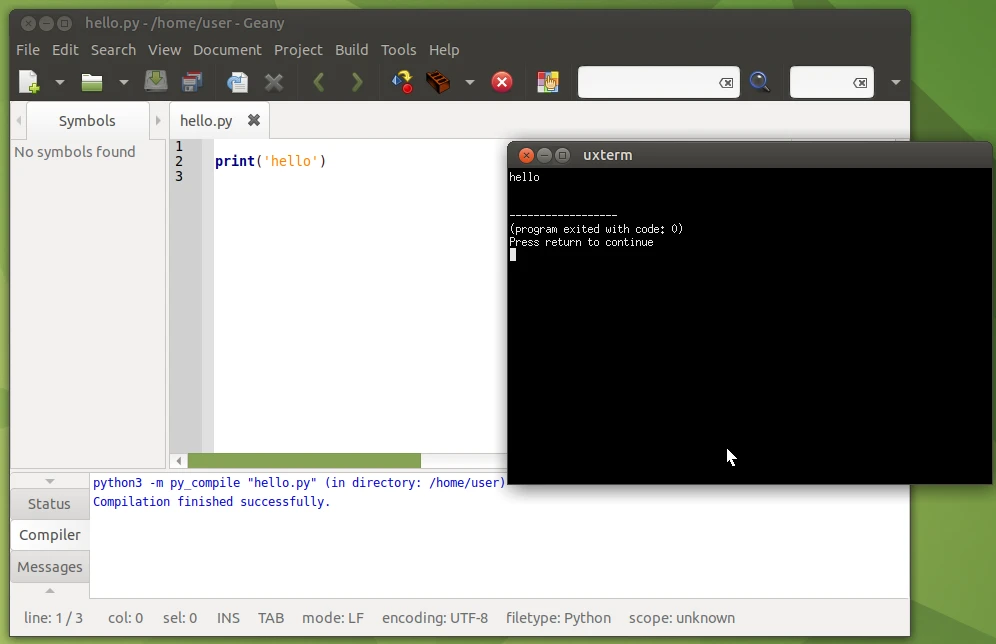 hello.py - /home/user - Geany
File Edit Search View Document Project Build Tools Help
Symbols
hello.py
No symbols found
1
2 print('hello')
3
uxterm
hello
------------------
(program exited with code: 0)
Press return to continue
python3 -m py_compile "hello.py" (in directory: /home/user)
Compilation finished successfully.
Status
Compiler
Messages
line: 1 / 3 col: 0 sel: 0 INS TAB mode: LF encoding: UTF-8 filetype: Python scope: unknown